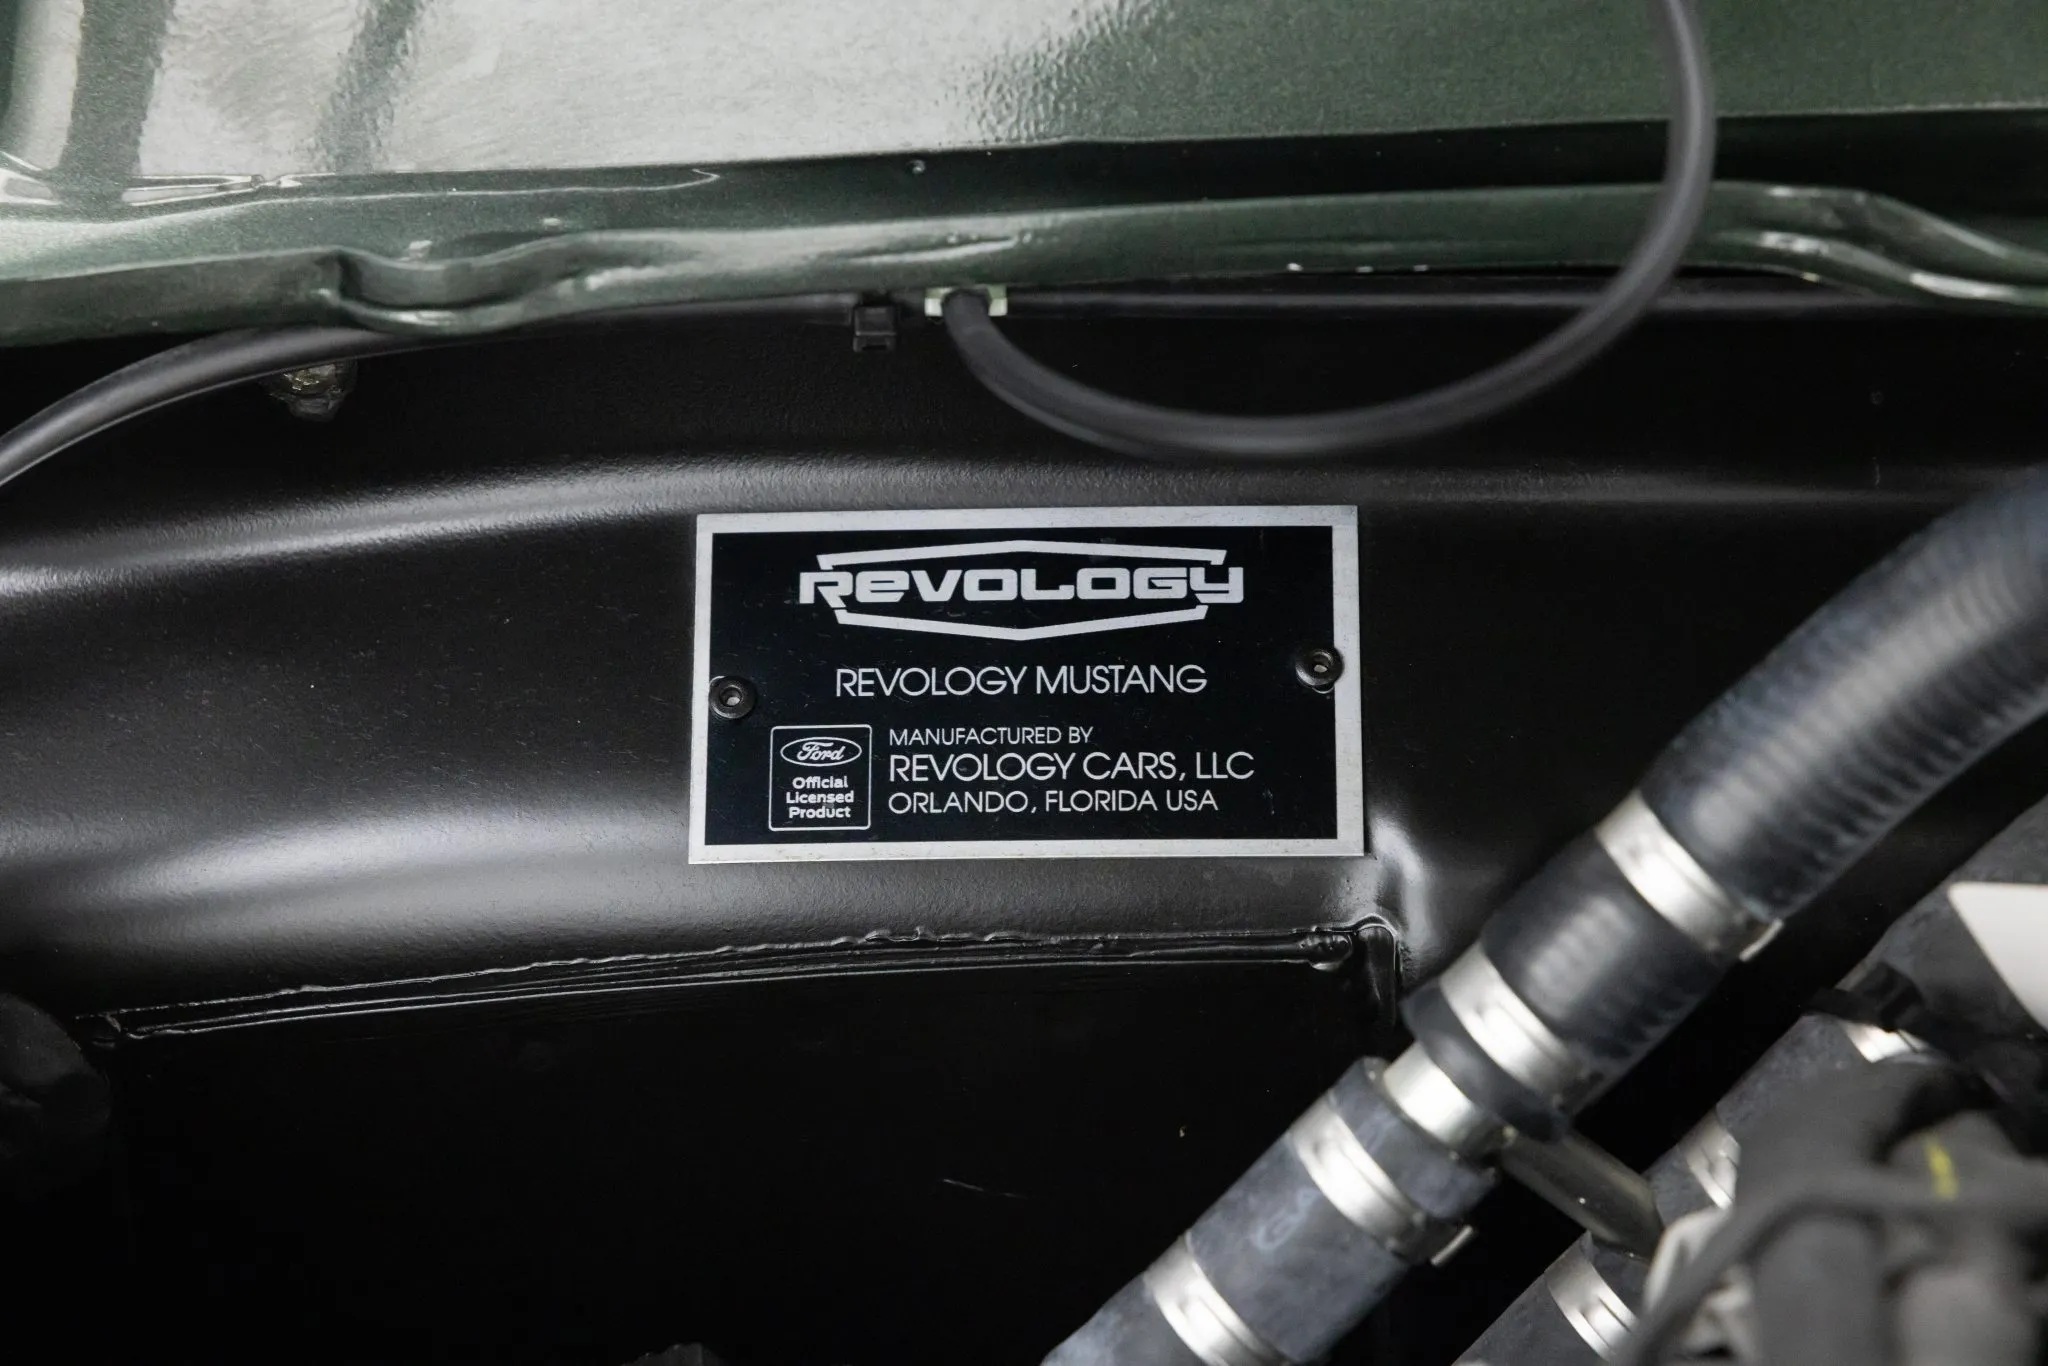 REVOLOGY
REVOLOGY MUSTANG
Ford
Official
Licensed
Product
MANUFACTURED BY
REVOLOGY CARS, LLC
ORLANDO, FLORIDA USA